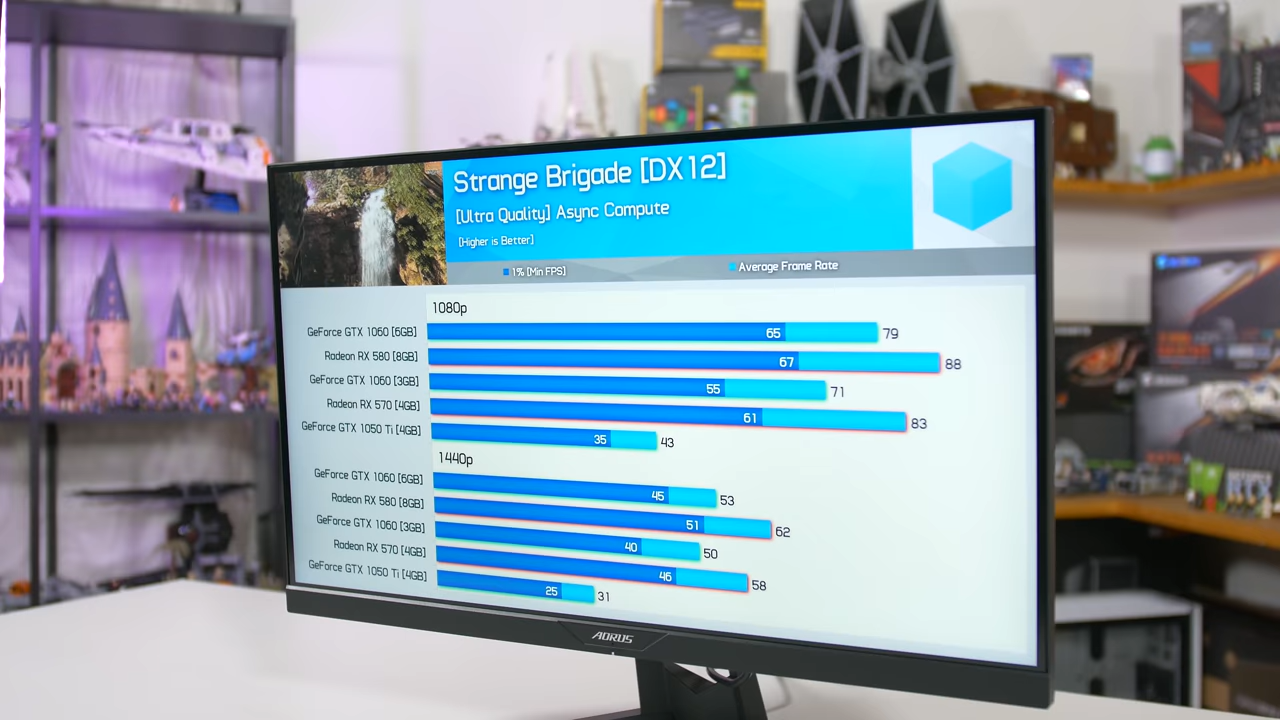 Strange Brigade [DX12]
[Ultra Quality] Async Compute
[Higher is Better]
1% [Min FPS] Average Frame Rate
1080p
GeForce GTX 1060 [6GB] 65 79
Radeon RX 580 [8GB] 67 88
GeForce GTX 1060 [3GB] 55 71
Radeon RX 570 [4GB] 61 83
GeForce GTX 1050 Ti [4GB] 35 43
1440p
GeForce GTX 1060 [6GB] 45 53
Radeon RX 580 [8GB] 51 62
GeForce GTX 1060 [3GB] 40 50
Radeon RX 570 [4GB] 46 58
GeForce GTX 1050 Ti [4GB] 25 31
AORUS
RTX